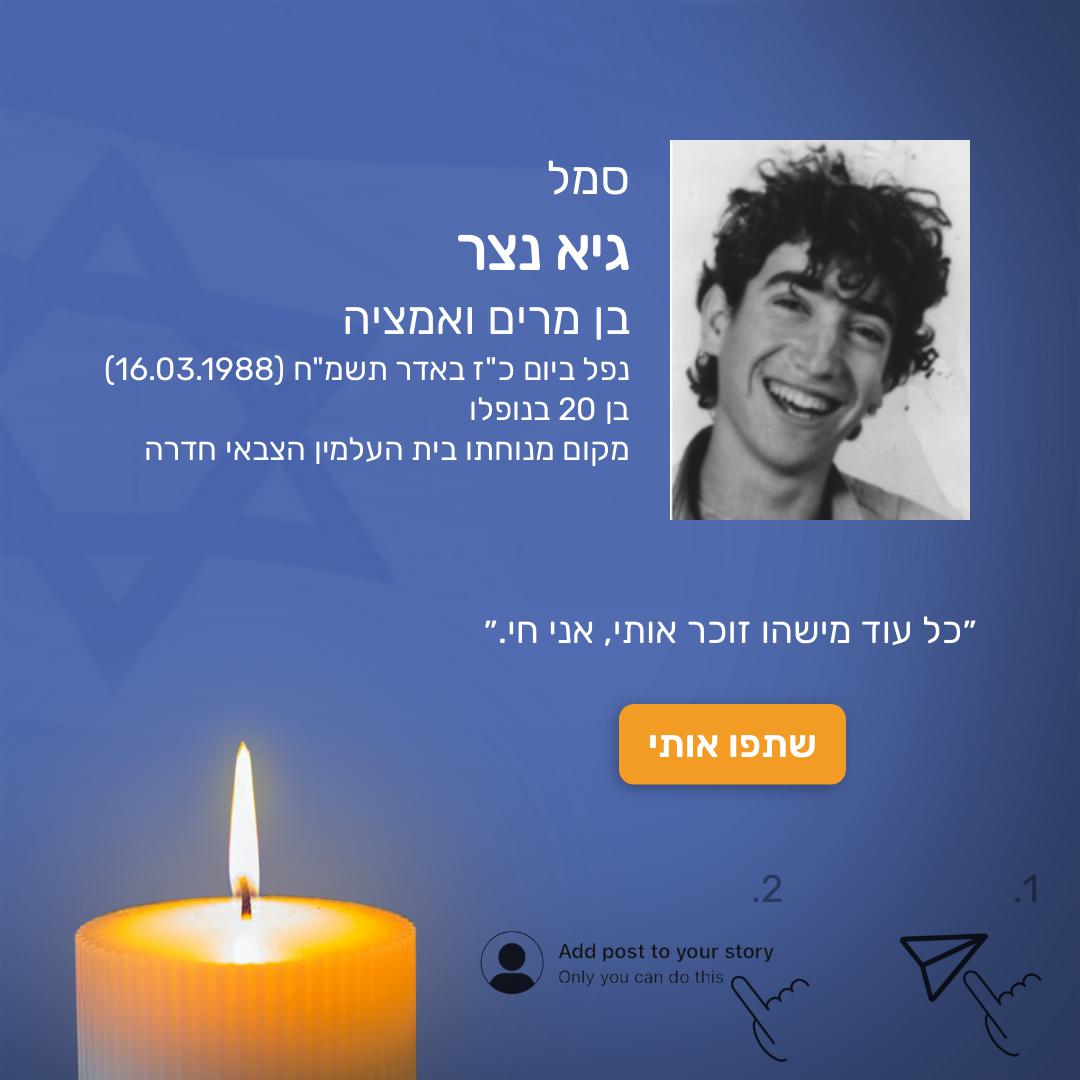 סמל
גיא נצר
בן מרים ואמציה
נפל ביום כ"ז באדר תשמ"ח (16.03.1988)
בן 20 בנופלו
מקום מנוחתו בית העלמין הצבאי חדרה
״כל עוד מישהו זוכר אותי, אני חי.״
שתפו אותי
1.
2.
Add post to your story
Only you can do this